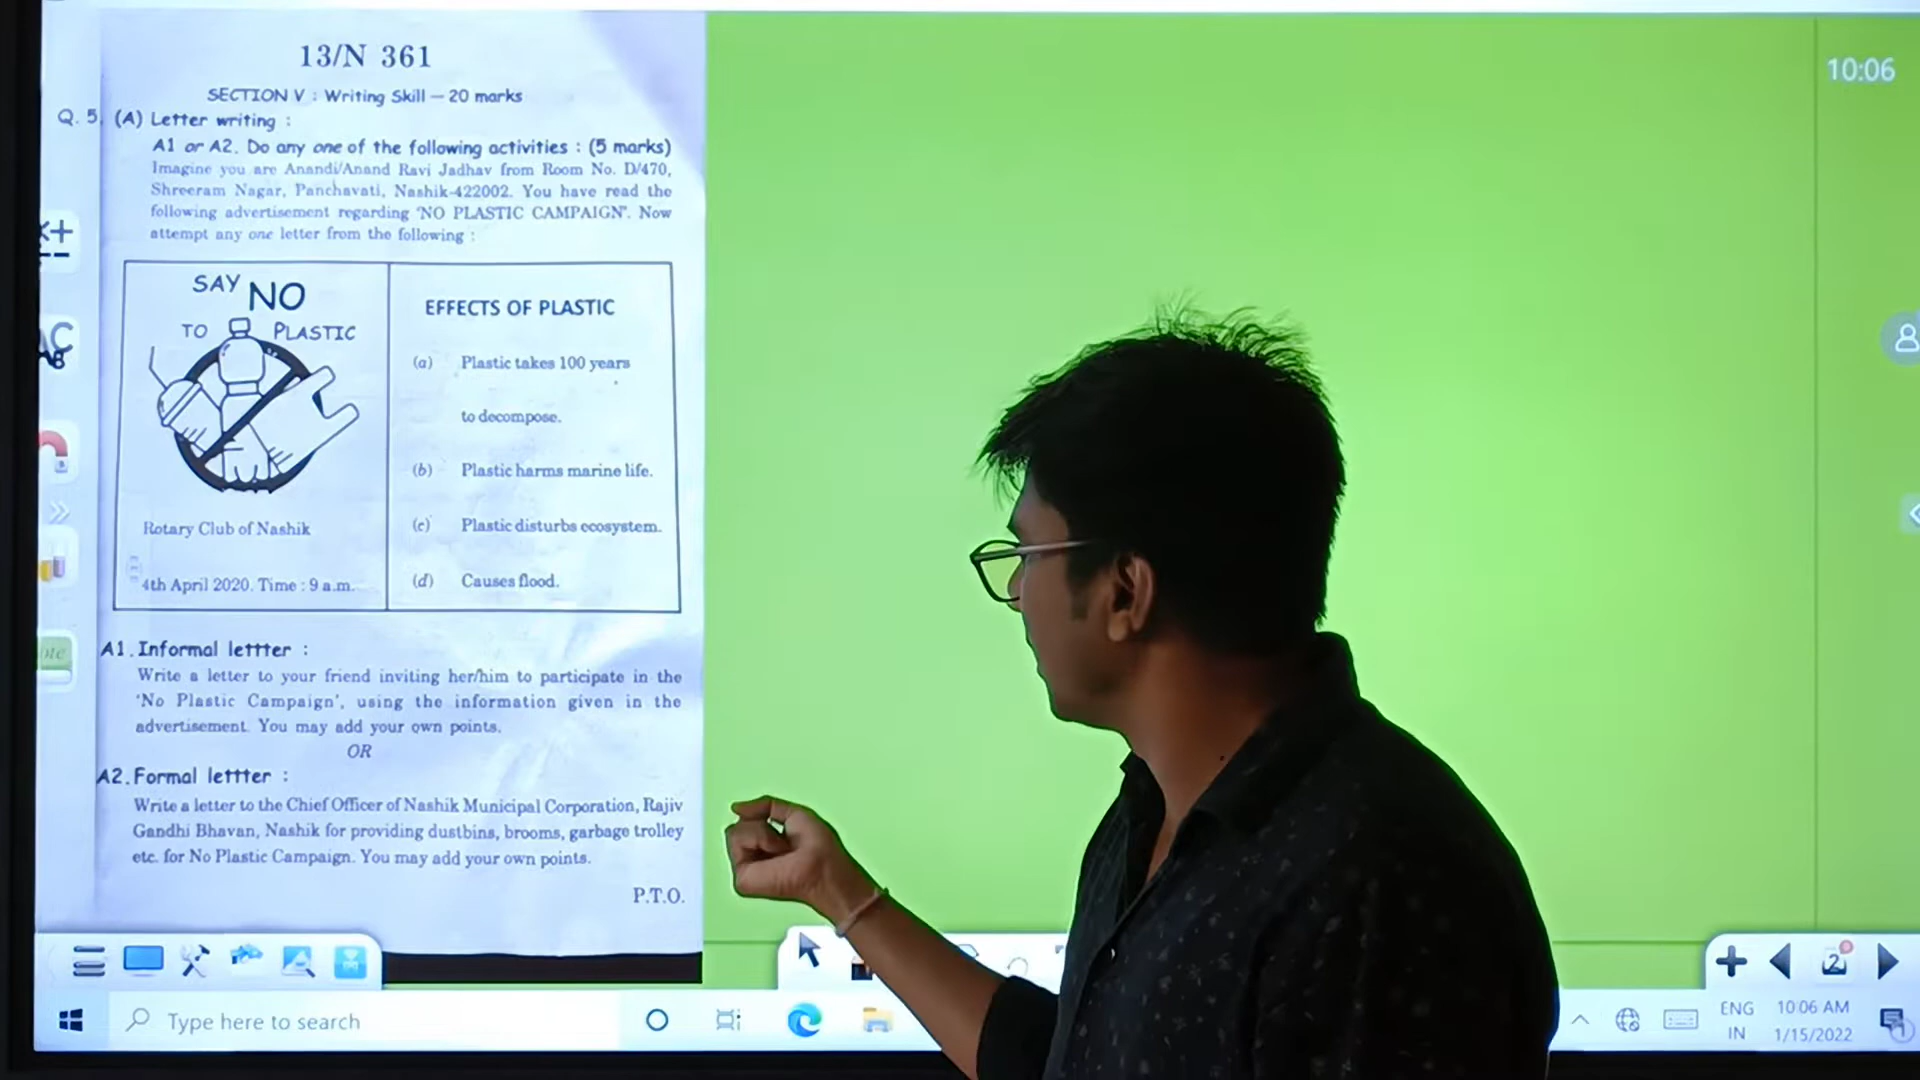 13/N 361
SECTION V : Writing Skill – 20 marks
Q. 5. (A) Letter writing :
A1 or A2. Do any one of the following activities : (5 marks)
Imagine you are Anandi/Anand Ravi Jadhav from Room No. D/470,
Shreeram Nagar, Panchavati, Nashik-422002. You have read the
following advertisement regarding 'NO PLASTIC CAMPAIGN'. Now
attempt any one letter from the following :
SAY NO
TO PLASTIC
Rotary Club of Nashik
4th April 2020. Time : 9 a.m.
EFFECTS OF PLASTIC
(a) Plastic takes 100 years
to decompose.
(b) Plastic harms marine life.
(c) Plastic disturbs ecosystem.
(d) Causes flood.
A1. Informal lettter :
Write a letter to your friend inviting her/him to participate in the
'No Plastic Campaign', using the information given in the
advertisement. You may add your own points.
OR
A2. Formal lettter :
Write a letter to the Chief Officer of Nashik Municipal Corporation, Rajiv
Gandhi Bhavan, Nashik for providing dustbins, brooms, garbage trolley
etc. for No Plastic Campaign. You may add your own points.
P.T.O.
10:06
2
Type here to search
ENG
IN
10:06 AM
1/15/2022